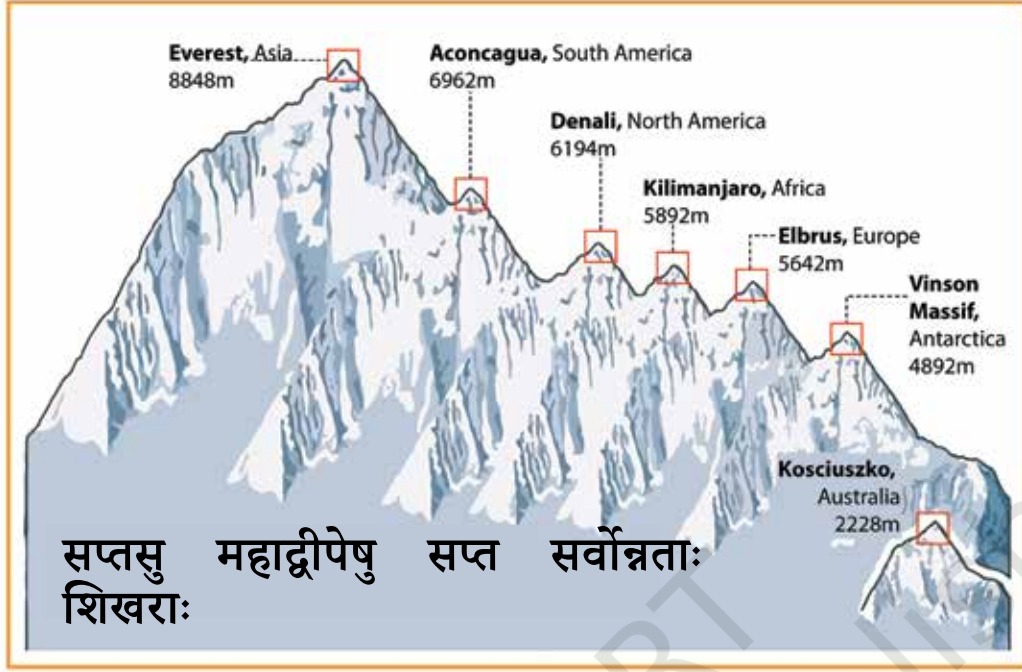 Everest, Asia
8848m
Aconcagua, South America
6962m
Denali, North America
6194m
Kilimanjaro, Africa
5892m
Elbrus, Europe
5642m
Vinson
Massif,
Antarctica
4892m
Kosciuszko,
Australia
2228m
सप्तसु महाद्वीपेषु सप्त सर्वोन्नताः
शिखराः